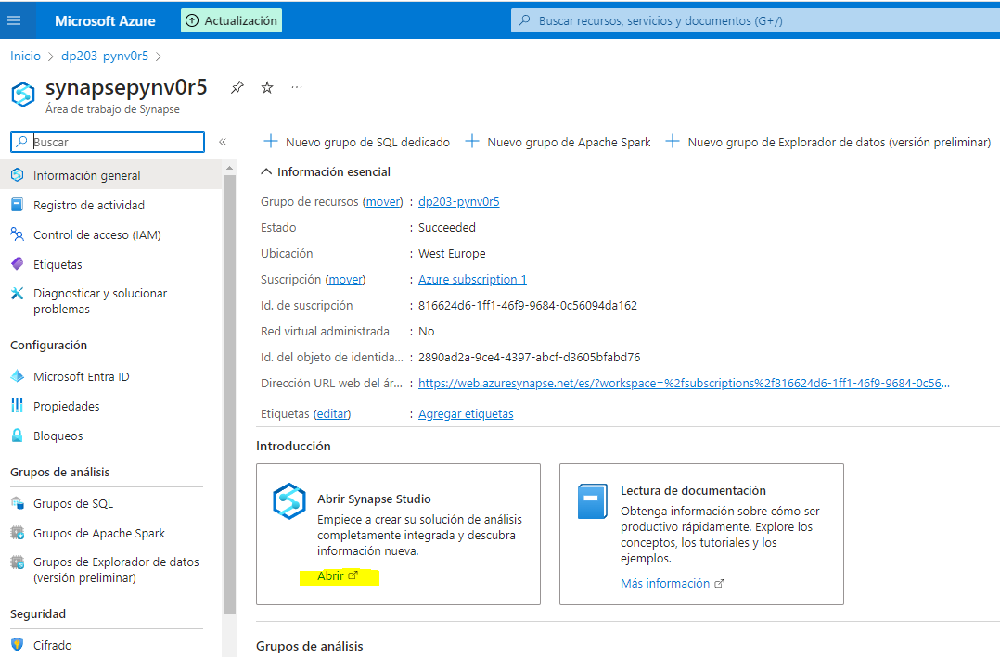 Microsoft Azure
Actualización
Buscar recursos, servicios y documentos (G+/)
Inicio > dp203-pynv0r5 >
synapsepynv0r5
Área de trabajo de Synapse
Buscar
Información general
Registro de actividad
Control de acceso (IAM)
Etiquetas
Diagnosticar y solucionar
problemas
Configuración
Microsoft Entra ID
Propiedades
Bloqueos
Grupos de análisis
Grupos de SQL
Grupos de Apache Spark
Grupos de Explorador de datos
(versión preliminar)
Seguridad
Cifrado
Nuevo grupo de SQL dedicado
Nuevo grupo de Apache Spark
Nuevo grupo de Explorador de datos (versión preliminar)
Información esencial
Grupo de recursos (mover) : dp203-pynv0r5
Estado : Succeeded
Ubicación : West Europe
Suscripción (mover) : Azure subscription 1
Id. de suscripción : 816624d6-1ff1-46f9-9684-0c56094da162
Red virtual administrada : No
Id. del objeto de identida... : 2890ad2a-9ce4-4397-abcf-d3605bfabd76
Dirección URL web del ár... : https://web.azuresynapse.net/es/?workspace=%2fsubscriptions%2f816624d6-1ff1-46f9-9684-0c56...
Etiquetas (editar) : Agregar etiquetas
Introducción
Abrir Synapse Studio
Empiece a crear su solución de análisis
completamente integrada y descubra
información nueva.
Abrir
Lectura de documentación
Obtenga información sobre cómo ser
productivo rápidamente. Explore los
conceptos, los tutoriales y los
ejemplos.
Más información
Grupos de análisis